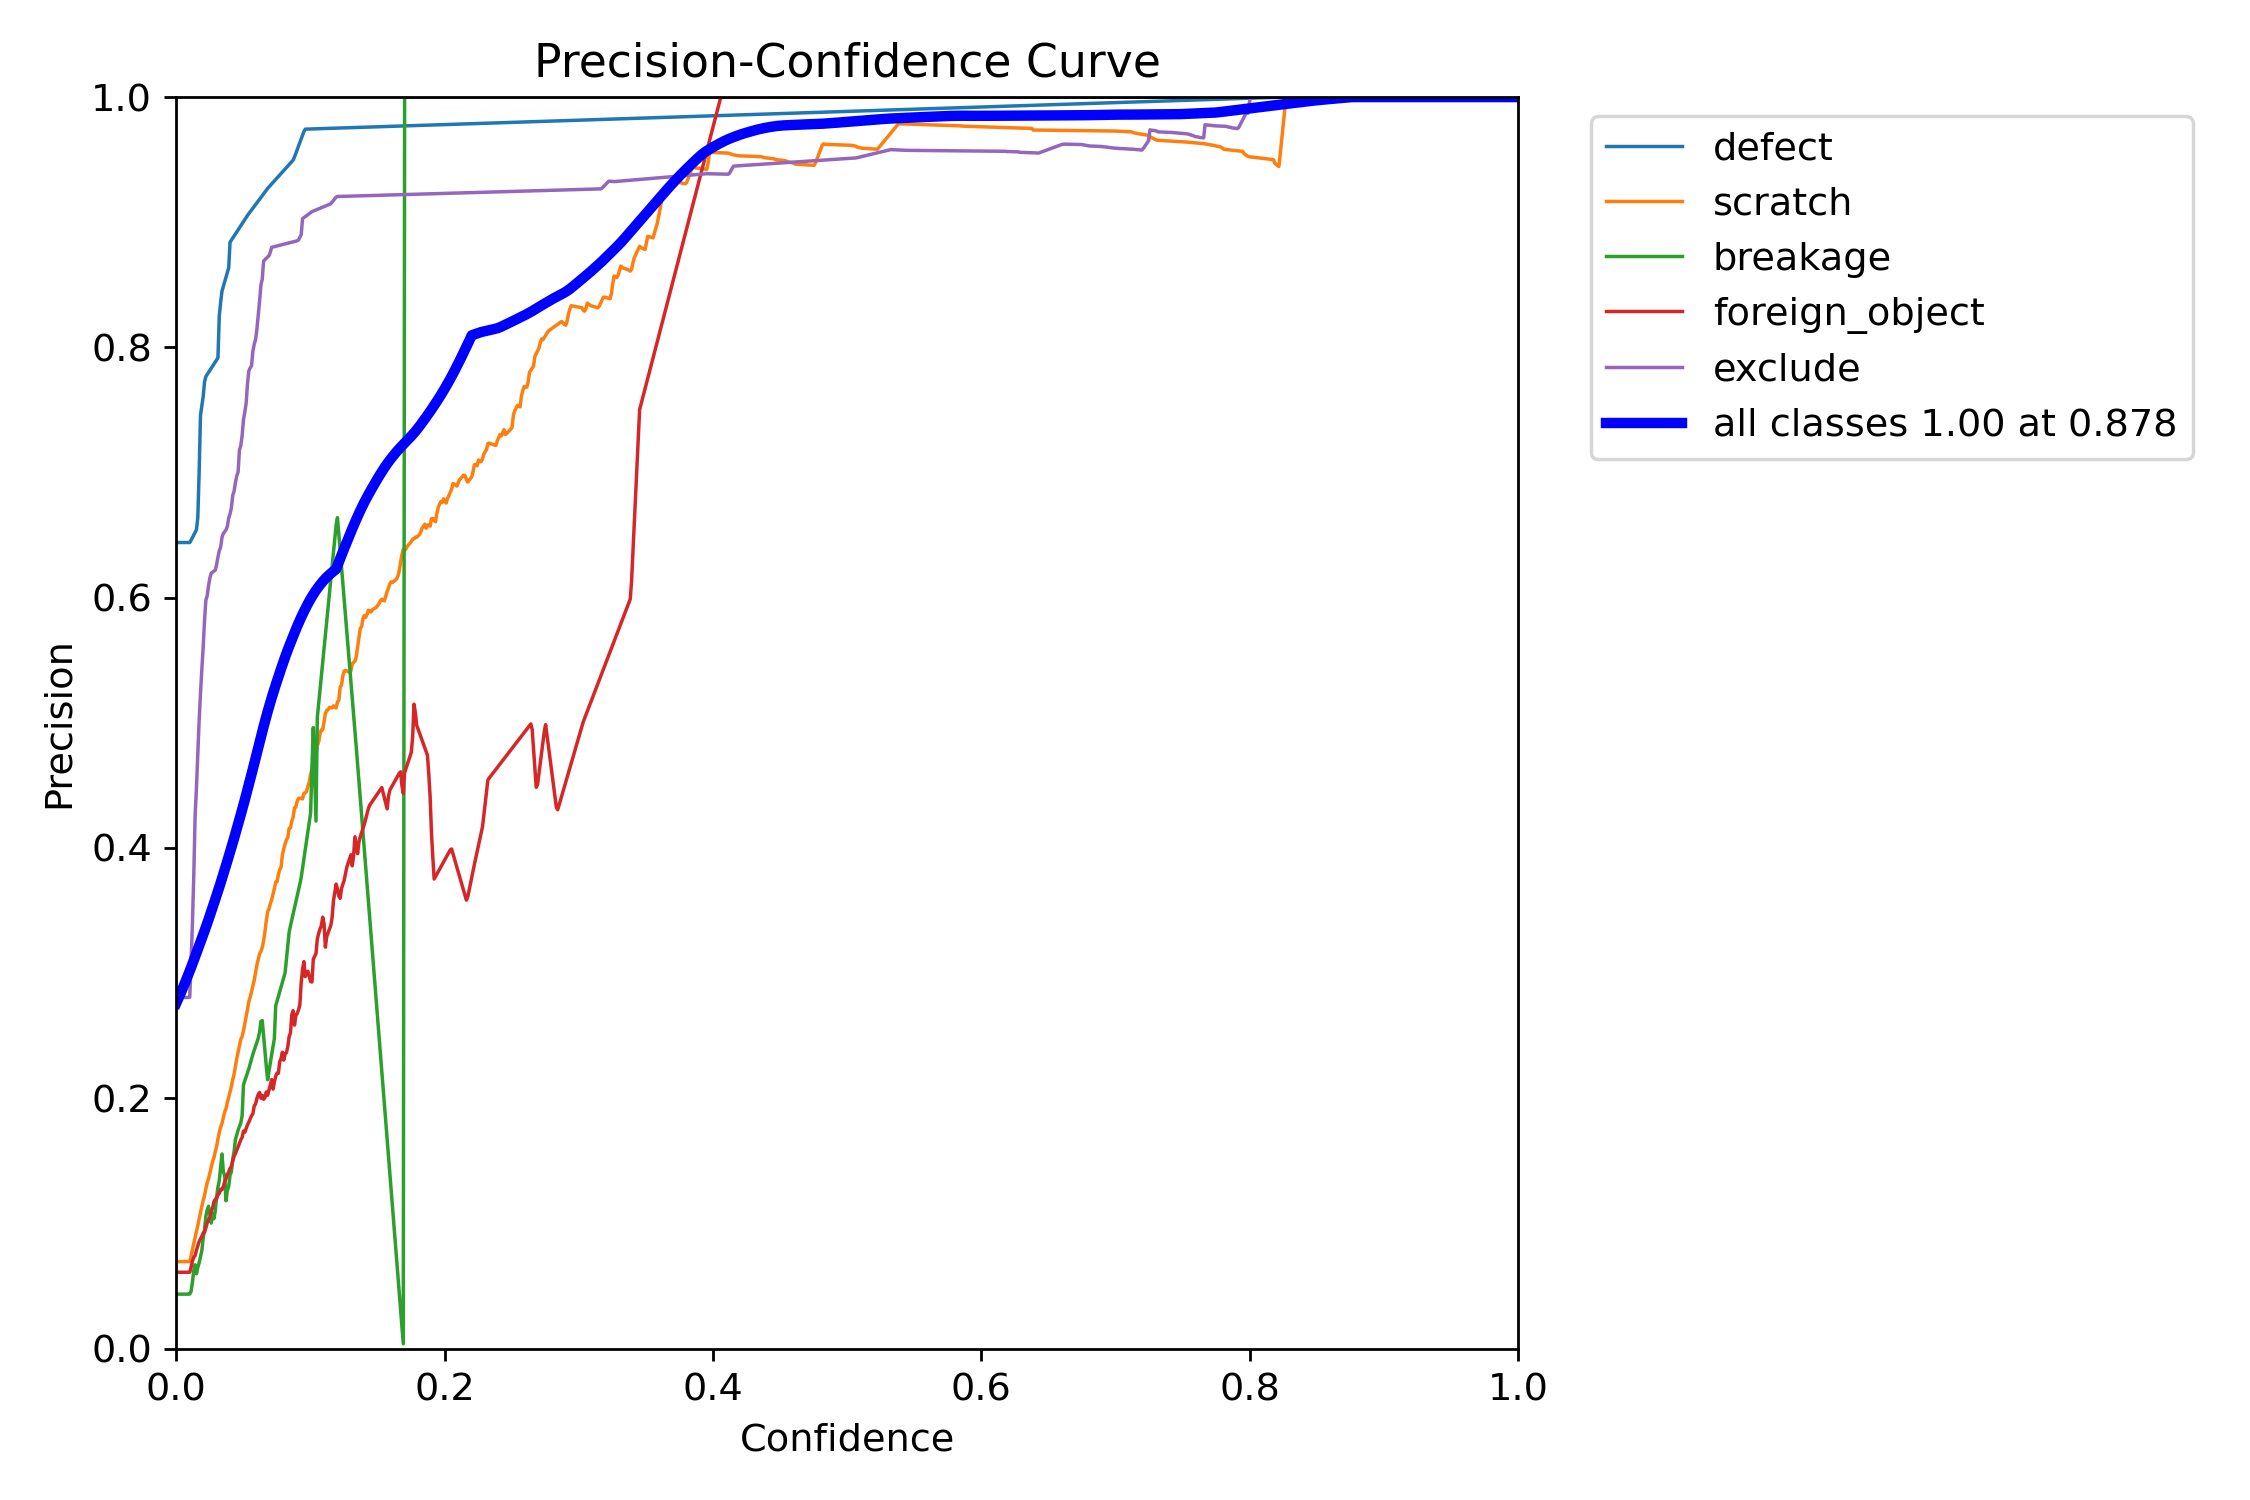 Precision-Confidence Curve
1.0
0.8
0.6
0.4
0.2
0.0
Precision
0.0 0.2 0.4 0.6 0.8 1.0
Confidence
defect
scratch
breakage
foreign_object
exclude
all classes 1.00 at 0.878